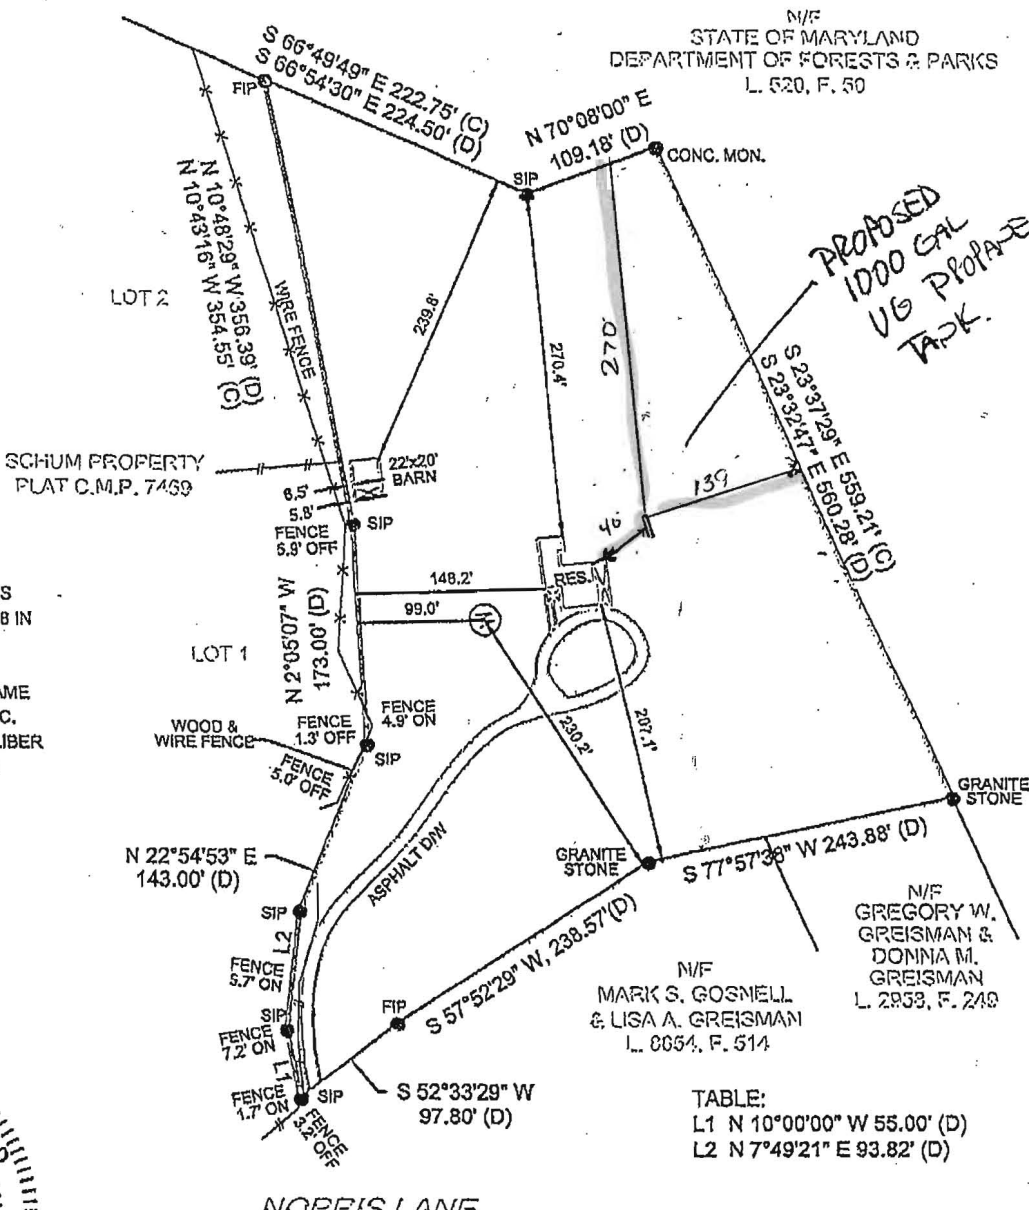 N/F
STATE OF MARYLAND
DEPARTMENT OF FORESTS & PARKS
L. 520, F. 50
S 66°49'49" E 222.75' (C)
S 66°54'30" E 224.50' (D)
FIP
N 70°08'00" E
109.18' (D)
SIP
CONC. MON.
PROPOSED
1000 GAL
UG PROPANE
TANK.
LOT 2
N 10°48'29" W 356.39' (D)
N 10°43'16" W 354.55' (C)
WIRE FENCE
239.8'
270.4'
270'
S 23°37'29" E 559.21' (C)
S 23°32'47" E 560.28' (D)
SCHUM PROPERTY
PLAT C.M.P. 7469
22'x20'
BARN
6.5'
5.8'
SIP
FENCE
6.9' OFF
139
40'
RES.
148.2'
99.0'
S
8 IN
LOT 1
N 2°05'07" W
173.00' (D)
AME
C.
IBER
WOOD &
WIRE FENCE
FENCE
1.3' OFF
FENCE
4.9' ON
SIP
FENCE
5.0' OFF
230.2'
207.1'
GRANITE
STONE
N 22°54'53" E
143.00' (D)
ASPHALT D/W
GRANITE
STONE
S 77°57'38" W 243.88' (D)
SIP
L2
FENCE
5.7' ON
S 57°52'29" W, 238.57'(D)
N/F
GREGORY W.
GREISMAN &
DONNA M.
GREISMAN
L. 2953, F. 249
N/F
MARK S. GOSNELL
& LISA A. GREISMAN
L. 8054, F. 514
FIP
SIP
FENCE
7.2' ON
L1
FENCE
1.7' ON
SIP
FENCE
3.2' OFF
S 52°33'29" W
97.80' (D)
TABLE:
L1 N 10°00'00" W 55.00' (D)
L2 N 7°49'21" E 93.82' (D)
NORRIS LANE